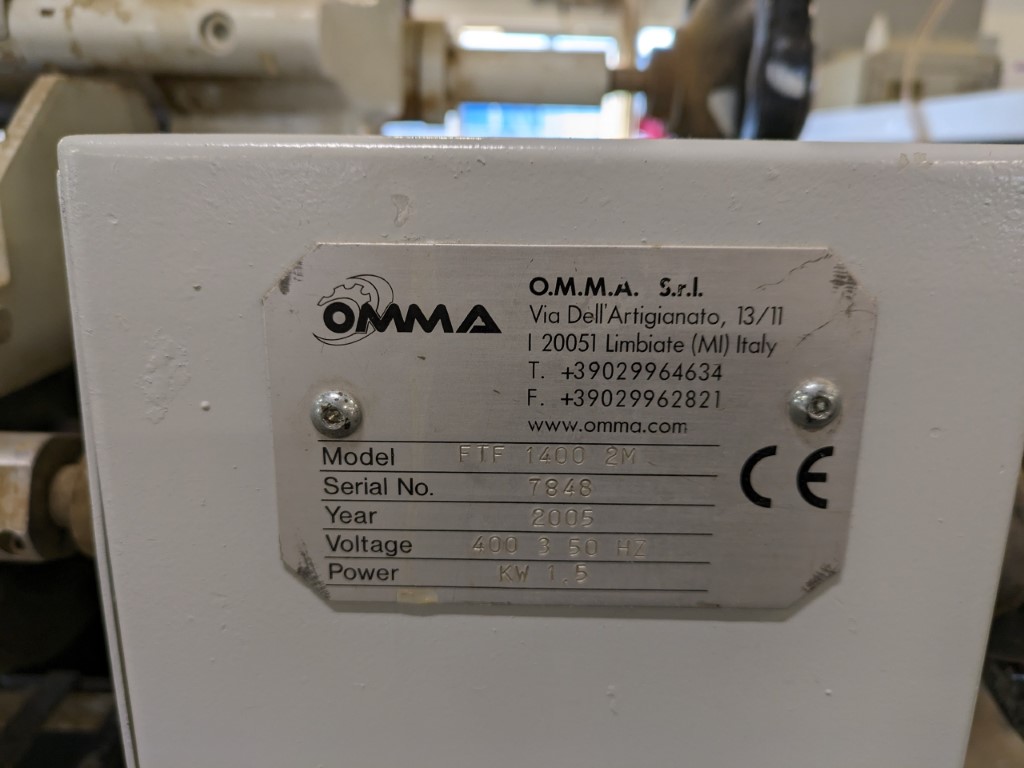 OMMA
O.M.M.A. S.r.l.
Via Dell'Artigianato, 13/11
I 20051 Limbiate (MI) Italy
T. +39029964634
F. +39029962821
www.omma.com
Model FTF 1400 2M
Serial No. 7848
Year 2005
Voltage 400 3 50 HZ
Power KW 1.5
CE